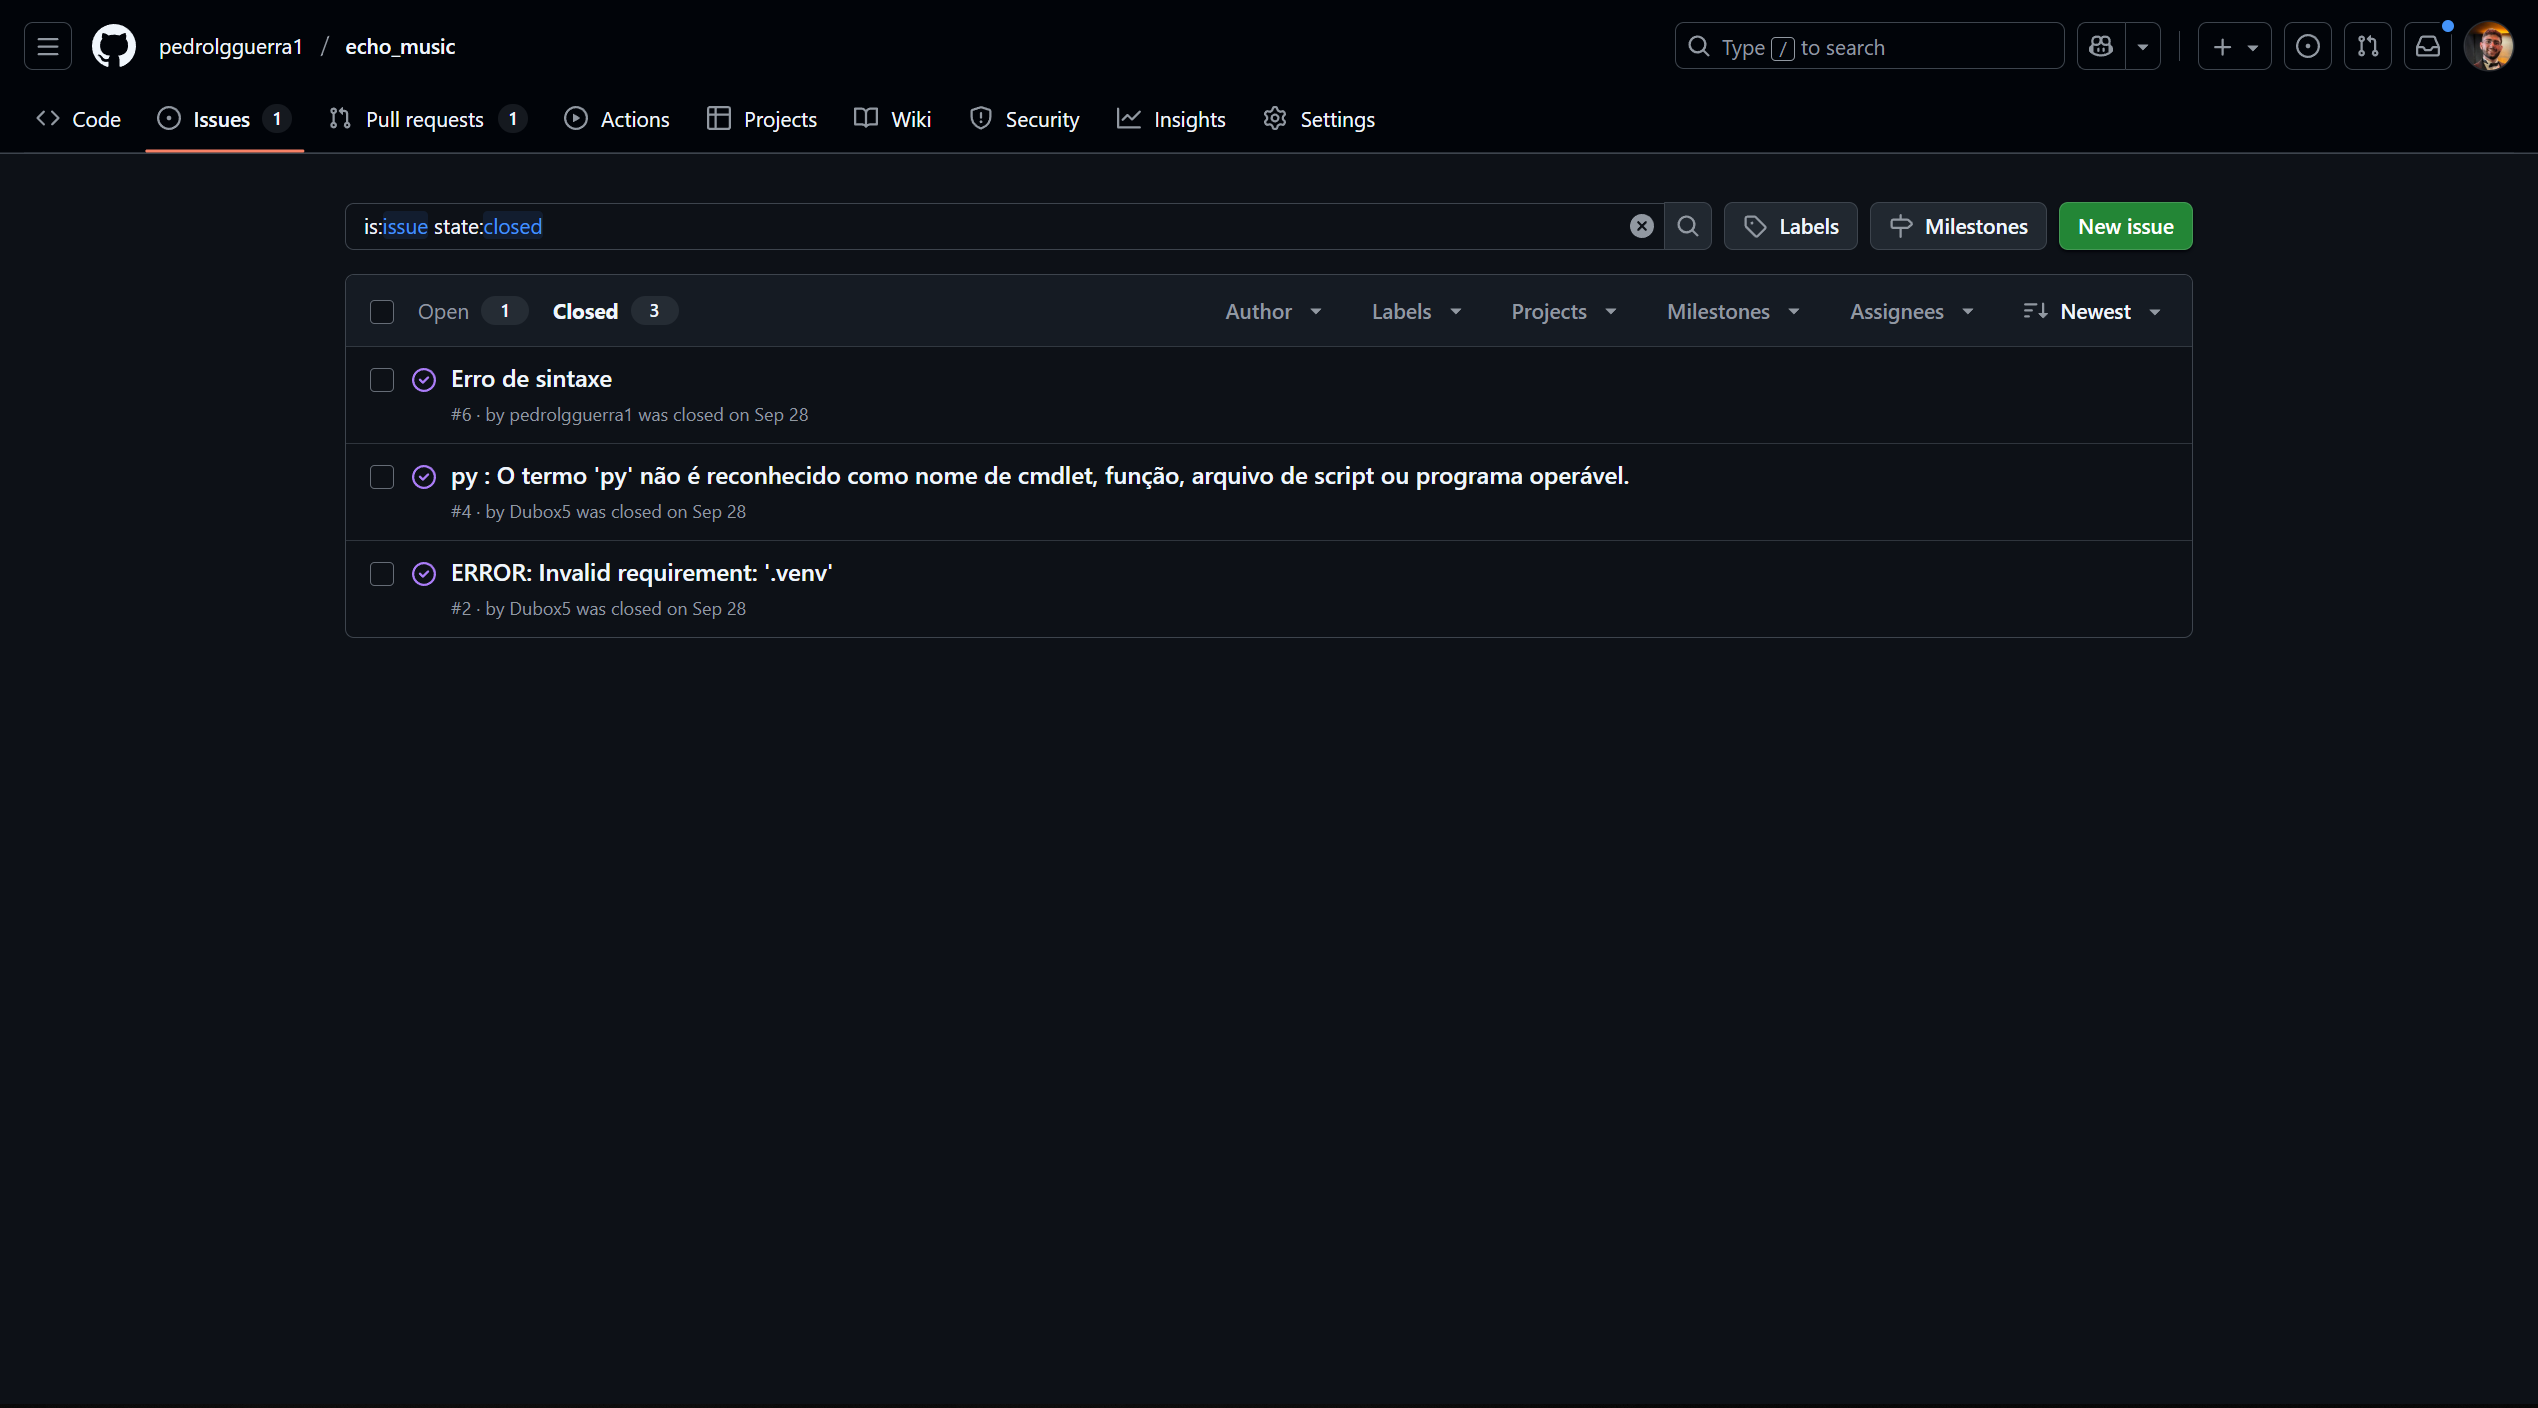 pedrolgguerra1 / echo_music
Type / to search
Code
Issues 1
Pull requests 1
Actions
Projects
Wiki
Security
Insights
Settings
is:issue state:closed
Labels
Milestones
New issue
Open 1
Closed 3
Author
Labels
Projects
Milestones
Assignees
Newest
Erro de sintaxe
#6 · by pedrolgguerra1 was closed on Sep 28
py : O termo 'py' não é reconhecido como nome de cmdlet, função, arquivo de script ou programa operável.
#4 · by Dubox5 was closed on Sep 28
ERROR: Invalid requirement: '.venv'
#2 · by Dubox5 was closed on Sep 28